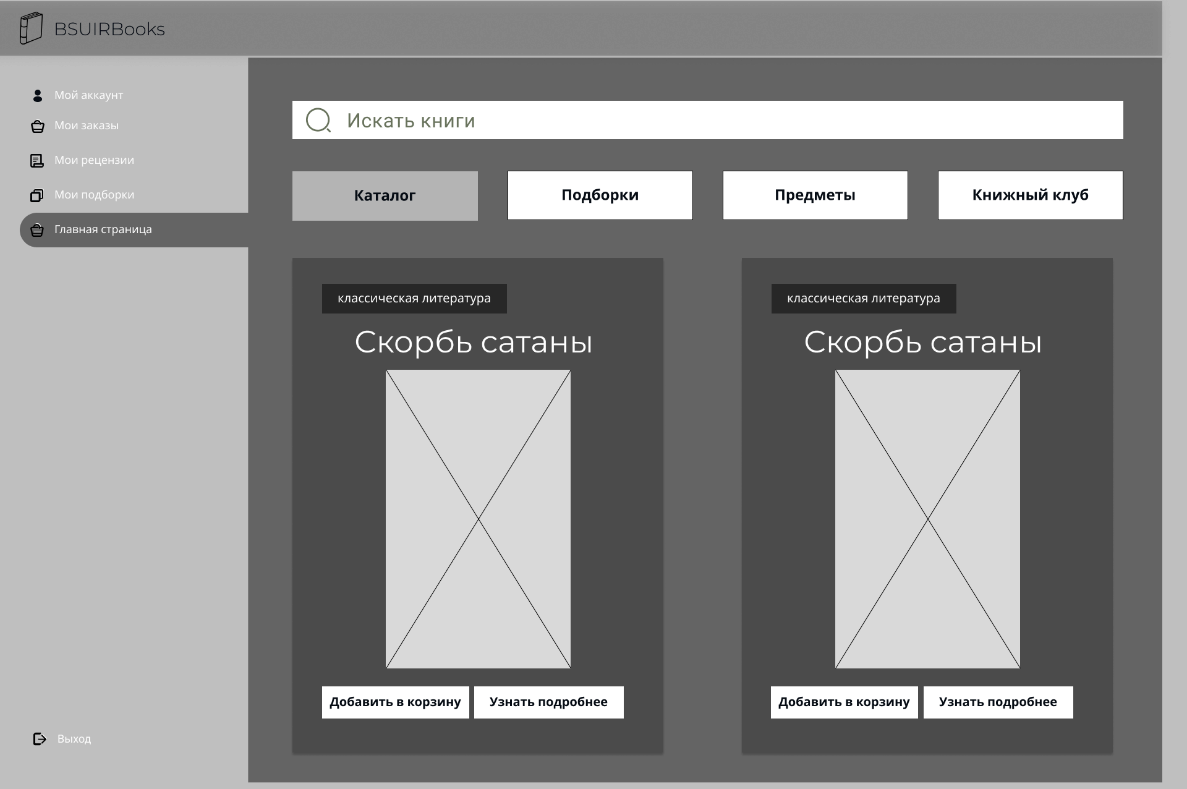 BSUIRBooks
Мой аккаунт
Мои заказы
Мои рецензии
Мои подборки
Главная страница
Выход
Искать книги
Каталог
Подборки
Предметы
Книжный клуб
классическая литература
Скорбь сатаны
Добавить в корзину
Узнать подробнее
классическая литература
Скорбь сатаны
Добавить в корзину
Узнать подробнее